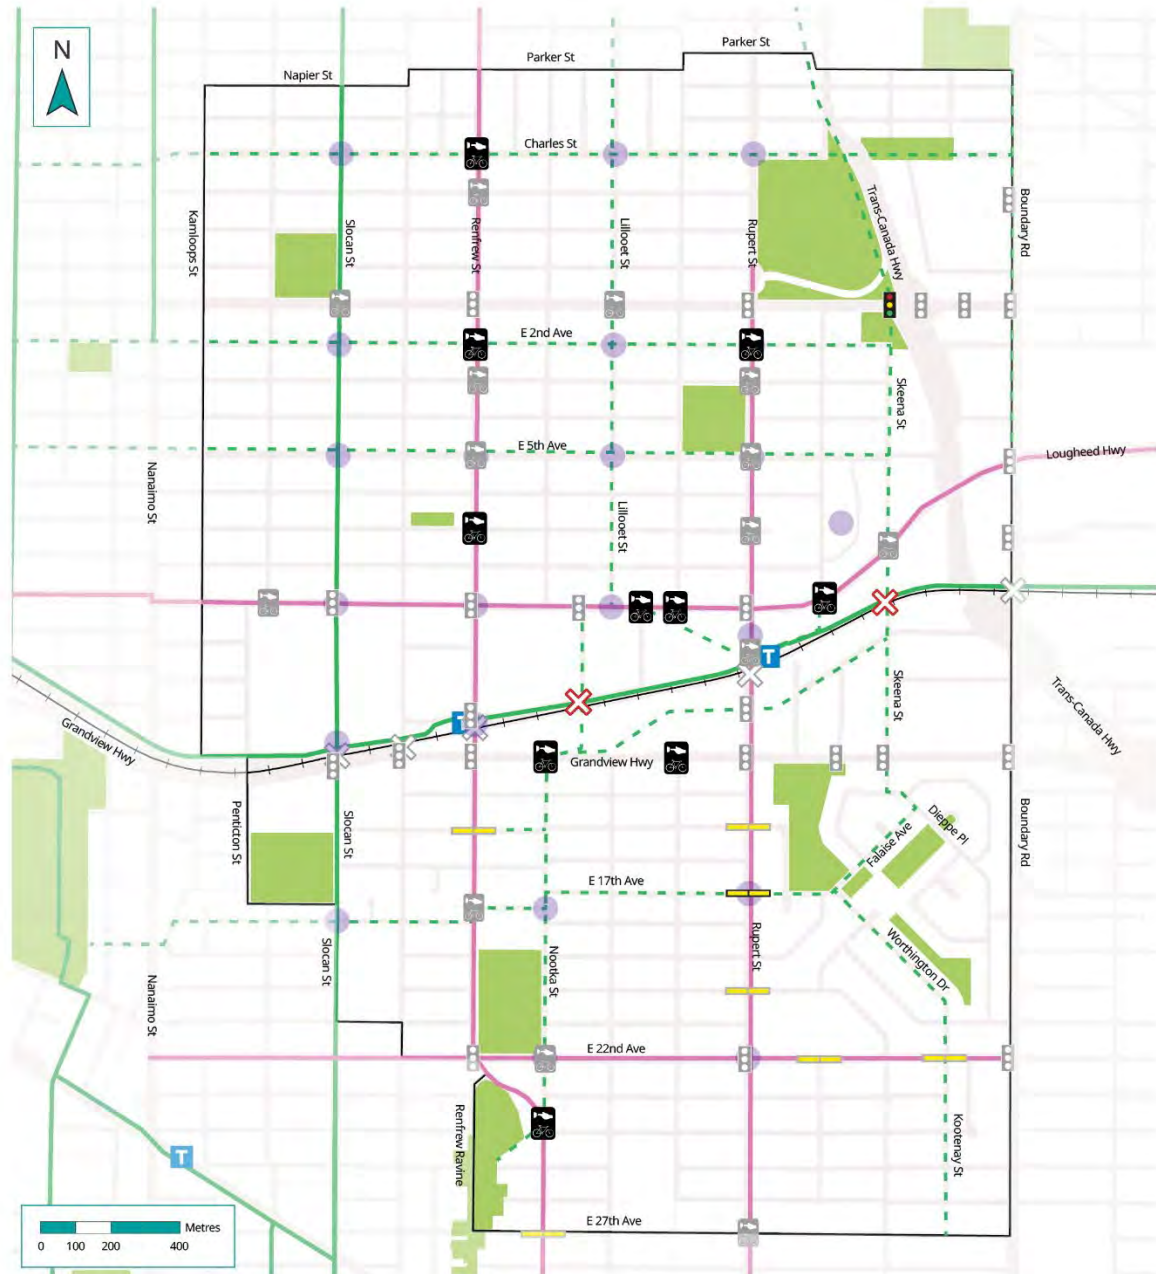 N
Parker St
Parker St
Napier St
Charles St
Kamloops St
Slocan St
Renfrew St
Lillooet St
Rupert St
Trans-Canada Hwy
Boundary Rd
E 2nd Ave
Skeena St
E 5th Ave
Lougheed Hwy
Nanaimo St
Lillooet St
T
T
Skeena St
Trans-Canada Hwy
Grandview Hwy
Grandview Hwy
Penticton St
Slocan St
Boundary Rd
Dieppe Pl
Falaise Ave
E 17th Ave
Slocan St
Nootka St
Rupert St
Worthington Dr
Nanaimo St
E 22nd Ave
Renfrew Ravine
Kootenay St
T
E 27th Ave
Metres
0 100 200 400